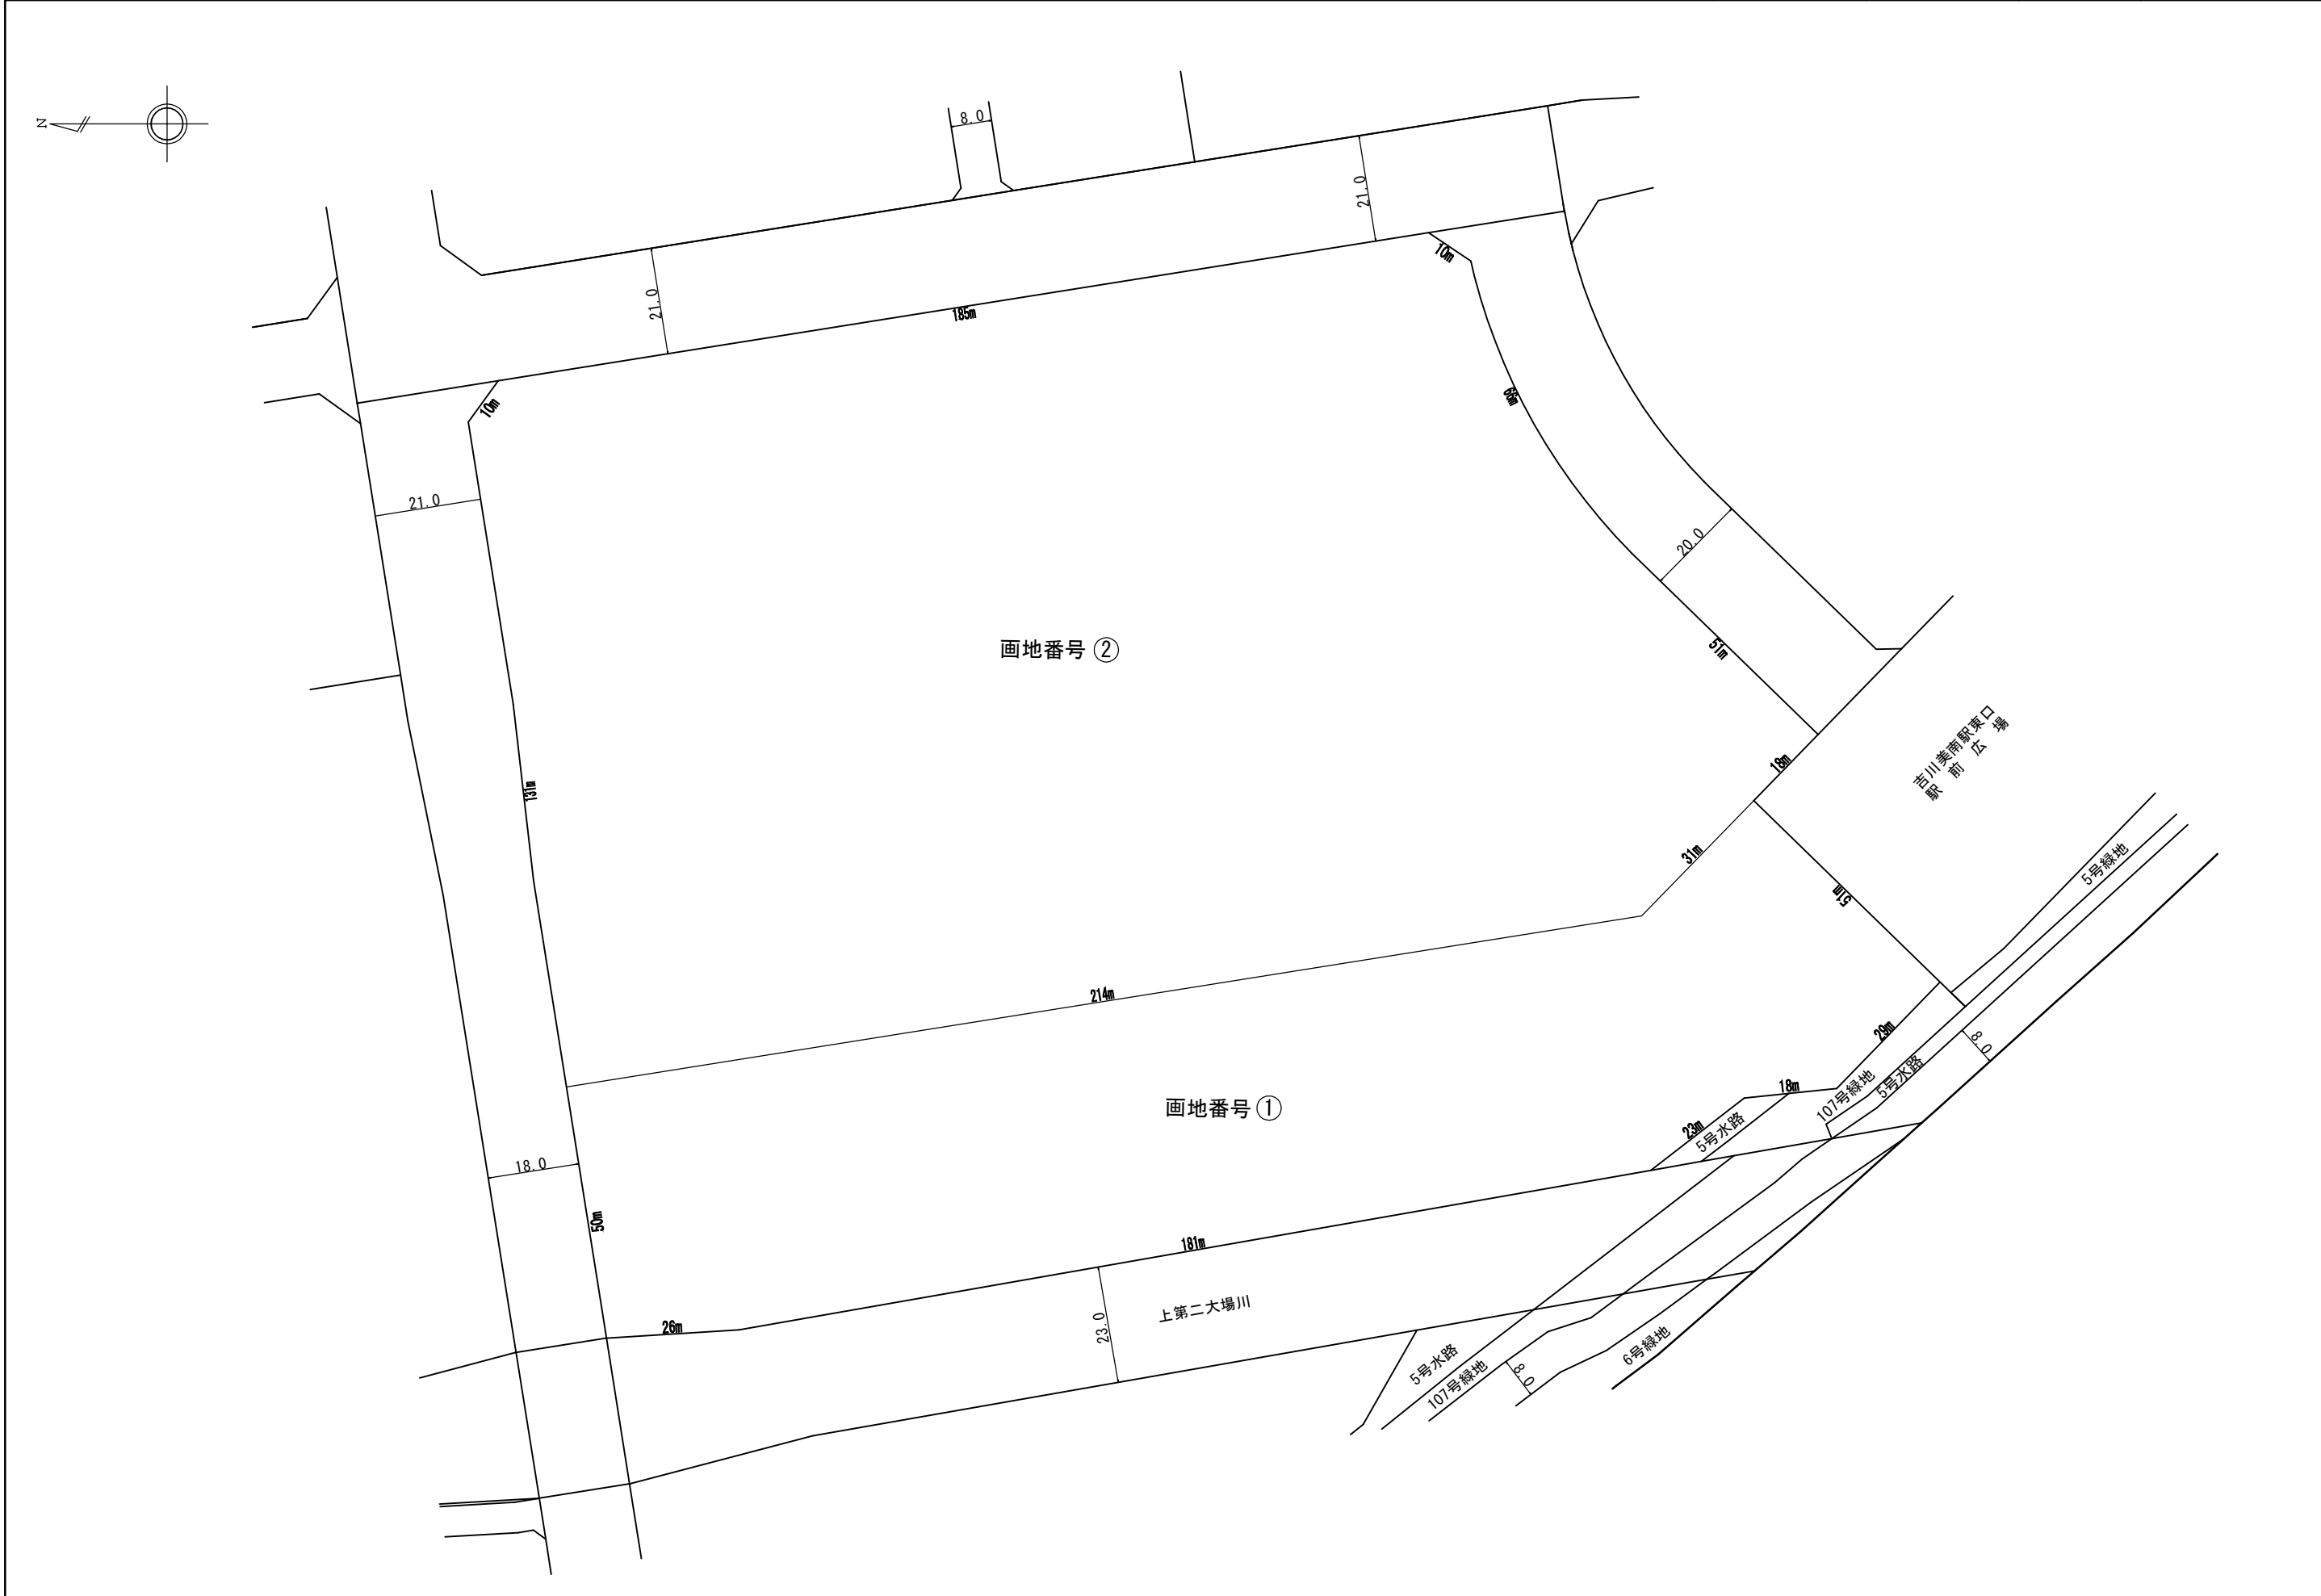 N
8.0
21.0
10m
21.0
185m
66m
10m
21.0
20.0
画地番号 ②
51m
吉川美南駅東口
駅前広場
18m
131m
31m
5号緑地
51m
214m
29m
8.0
5号水路
107号緑地
18m
画地番号 ①
23m
5号水路
18.0
50m
181m
上第二大場川
26m
23.0
6号緑地
5号水路
107号緑地
8.0